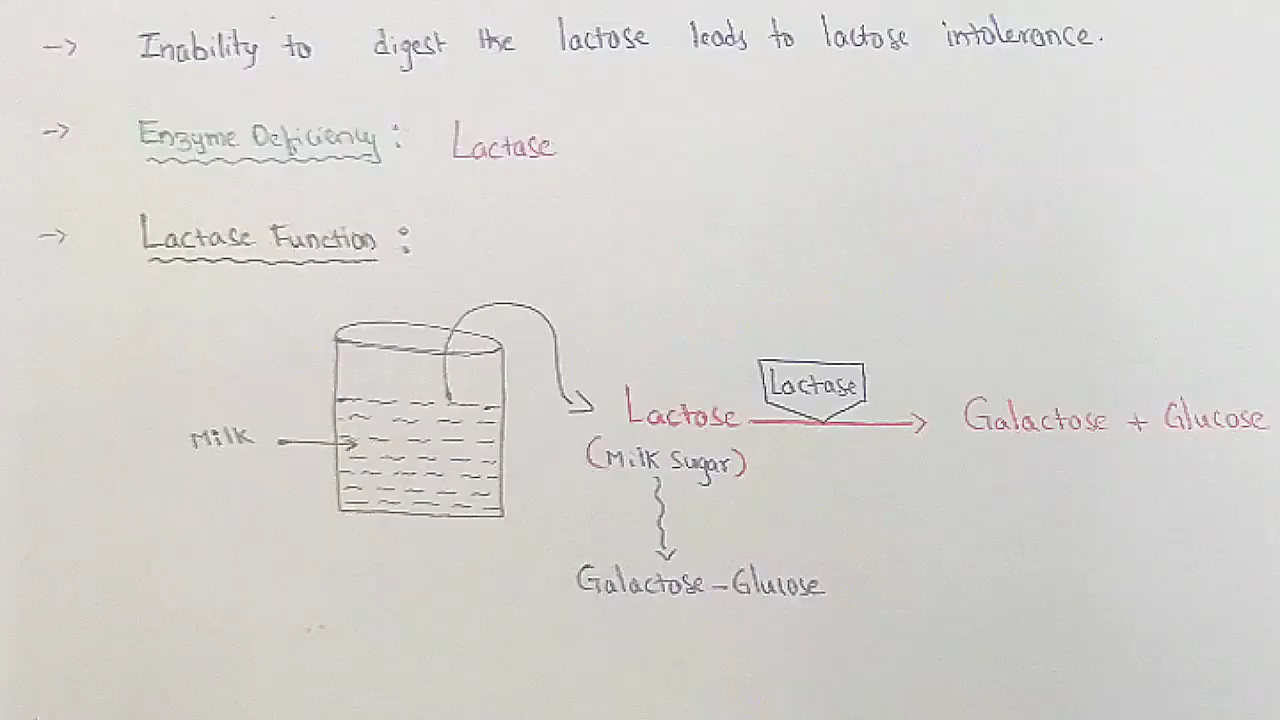 -> Inability to digest the lactose leads to lactose intolerance.
-> Enzyme Deficiency: Lactase
-> Lactase Function:
Milk
Lactose
(Milk Sugar)
Lactase
Galactose + Glucose
Galactose-Glucose